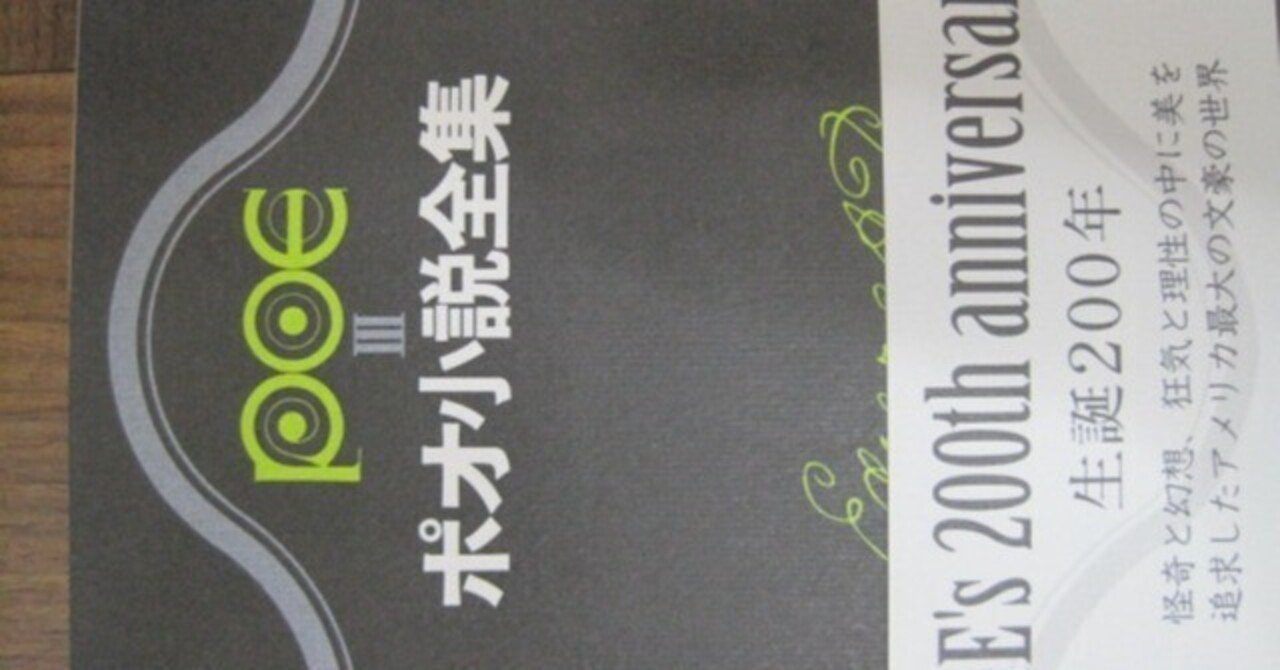 poe
III
ポオ小説全集
E's 200th anniversar
生誕200年
怪奇と幻想、狂気と理性の中に美を
追求したアメリカ最大の文豪の世界